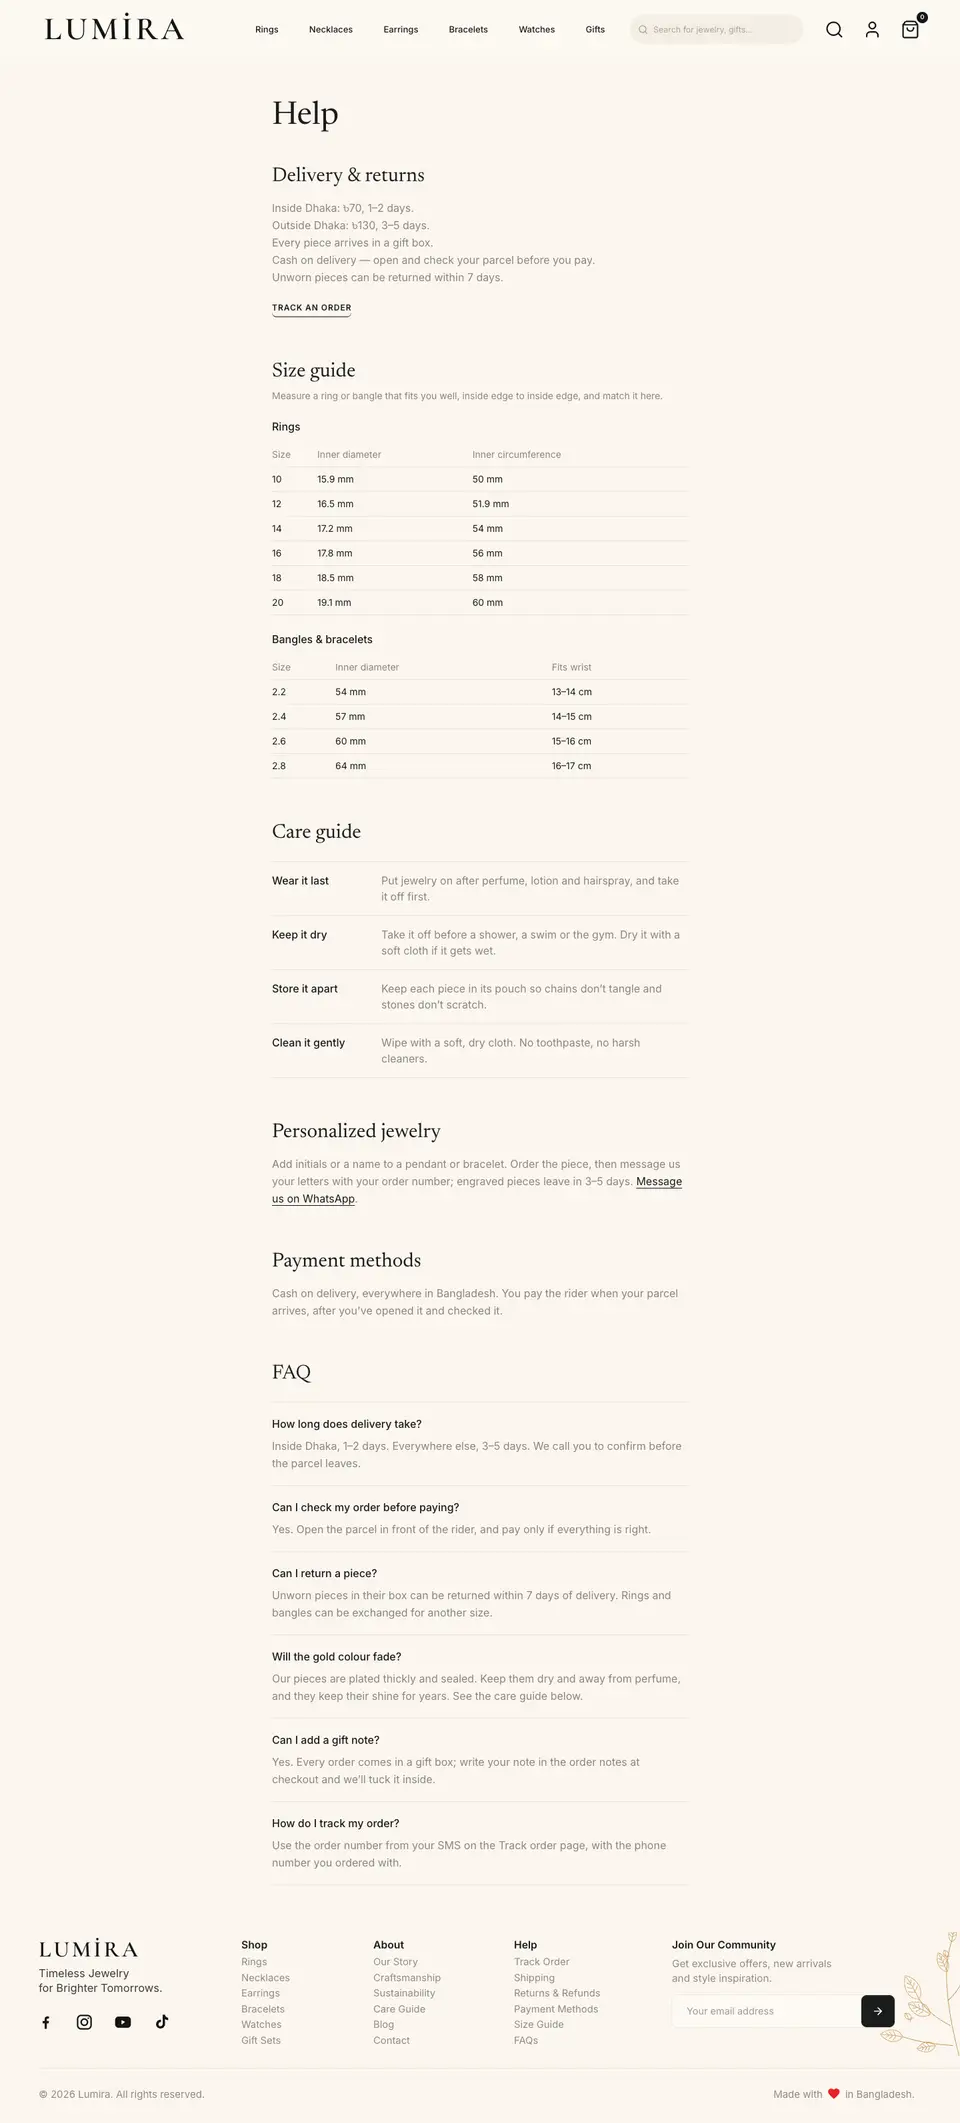 LUMİRA
Rings Necklaces Earrings Bracelets Watches Gifts Search for jewelry, gifts... 0
Help
Delivery & returns
Inside Dhaka: ৳70, 1–2 days.
Outside Dhaka: ৳130, 3–5 days.
Every piece arrives in a gift box.
Cash on delivery — open and check your parcel before you pay.
Unworn pieces can be returned within 7 days.
TRACK AN ORDER
Size guide
Measure a ring or bangle that fits you well, inside edge to inside edge, and match it here.
Rings
Size Inner diameter Inner circumference
10 15.9 mm 50 mm
12 16.5 mm 51.9 mm
14 17.2 mm 54 mm
16 17.8 mm 56 mm
18 18.5 mm 58 mm
20 19.1 mm 60 mm
Bangles & bracelets
Size Inner diameter Fits wrist
2.2 54 mm 13–14 cm
2.4 57 mm 14–15 cm
2.6 60 mm 15–16 cm
2.8 64 mm 16–17 cm
Care guide
Wear it last Put jewelry on after perfume, lotion and hairspray, and take
it off first.
Keep it dry Take it off before a shower, a swim or the gym. Dry it with a
soft cloth if it gets wet.
Store it apart Keep each piece in its pouch so chains don't tangle and
stones don't scratch.
Clean it gently Wipe with a soft, dry cloth. No toothpaste, no harsh
cleaners.
Personalized jewelry
Add initials or a name to a pendant or bracelet. Order the piece, then message us
your letters with your order number; engraved pieces leave in 3–5 days. Message
us on WhatsApp.
Payment methods
Cash on delivery, everywhere in Bangladesh. You pay the rider when your parcel
arrives, after you've opened it and checked it.
FAQ
How long does delivery take?
Inside Dhaka, 1–2 days. Everywhere else, 3–5 days. We call you to confirm before
the parcel leaves.
Can I check my order before paying?
Yes. Open the parcel in front of the rider, and pay only if everything is right.
Can I return a piece?
Unworn pieces in their box can be returned within 7 days of delivery. Rings and
bangles can be exchanged for another size.
Will the gold colour fade?
Our pieces are plated thickly and sealed. Keep them dry and away from perfume,
and they keep their shine for years. See the care guide below.
Can I add a gift note?
Yes. Every order comes in a gift box; write your note in the order notes at
checkout and we'll tuck it inside.
How do I track my order?
Use the order number from your SMS on the Track order page, with the phone
number you ordered with.
LUMİRA
Timeless Jewelry
for Brighter Tomorrows.
Shop
Rings
Necklaces
Earrings
Bracelets
Watches
Gift Sets
About
Our Story
Craftsmanship
Sustainability
Care Guide
Blog
Contact
Help
Track Order
Shipping
Returns & Refunds
Payment Methods
Size Guide
FAQs
Join Our Community
Get exclusive offers, new arrivals
and style inspiration.
Your email address
© 2026 Lumira. All rights reserved.
Made with ❤️ in Bangladesh.